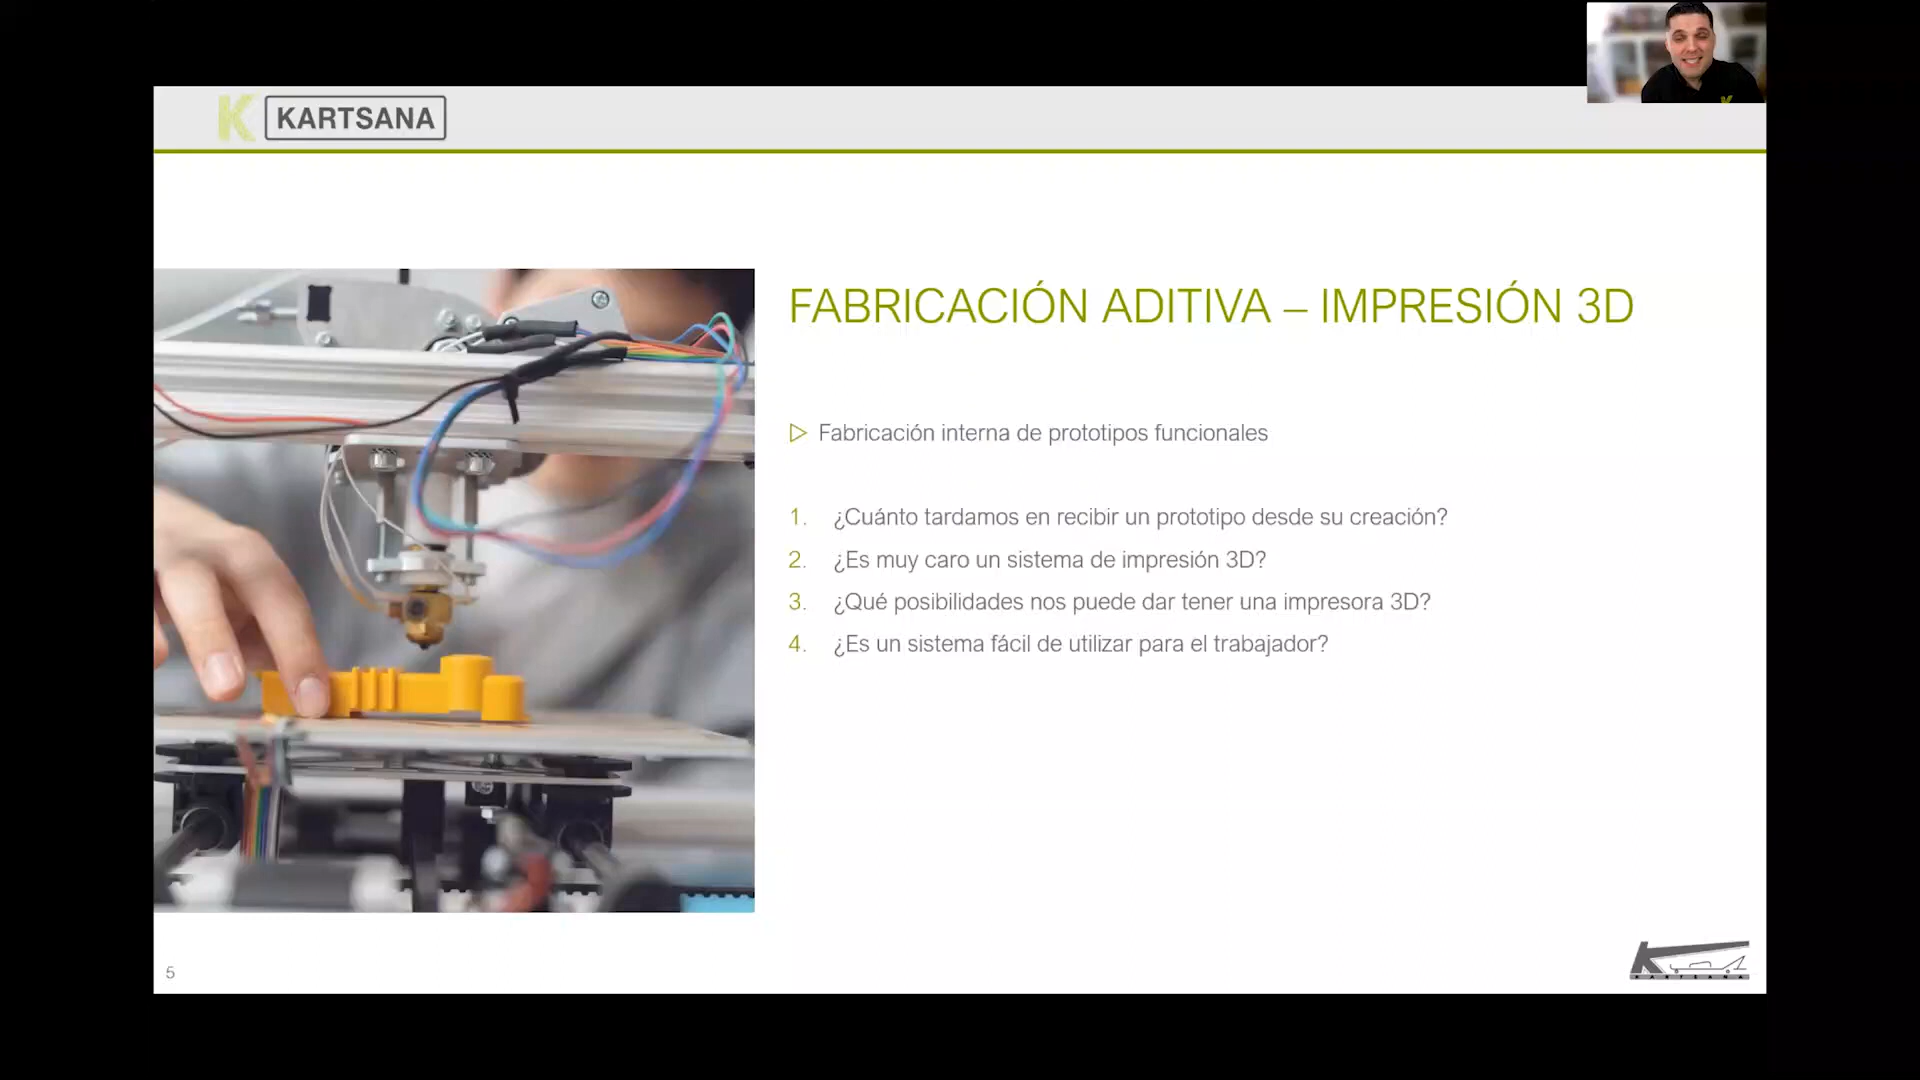 K KARTSANA
FABRICACIÓN ADITIVA – IMPRESIÓN 3D
Fabricación interna de prototipos funcionales
1. ¿Cuánto tardamos en recibir un prototipo desde su creación?
2. ¿Es muy caro un sistema de impresión 3D?
3. ¿Qué posibilidades nos puede dar tener una impresora 3D?
4. ¿Es un sistema fácil de utilizar para el trabajador?
5
K
KARTSANA